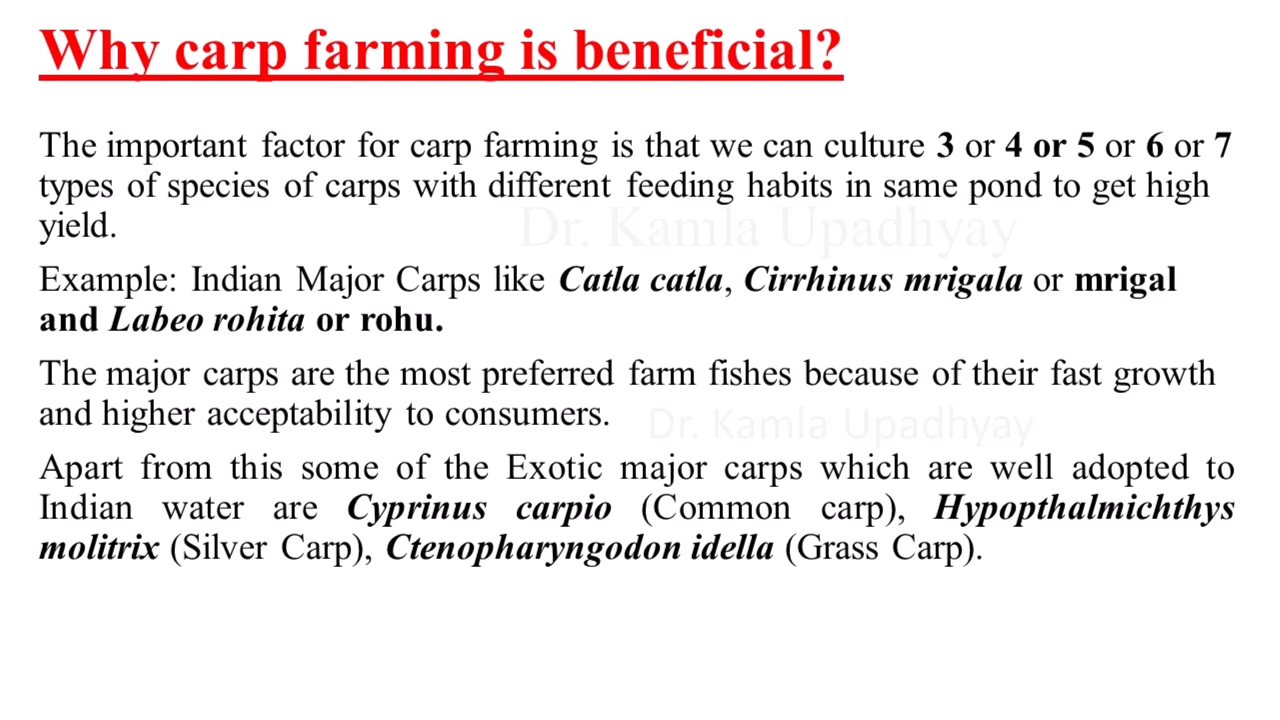 Why carp farming is beneficial?
The important factor for carp farming is that we can culture 3 or 4 or 5 or 6 or 7
types of species of carps with different feeding habits in same pond to get high
yield.
Dr. Kamla Upadhyay
Example: Indian Major Carps like Catla catla, Cirrhinus mrigala or mrigal
and Labeo rohita or rohu.
The major carps are the most preferred farm fishes because of their fast growth
and higher acceptability to consumers.
Dr. Kamla Upadhyay
Apart from this some of the Exotic major carps which are well adopted to
Indian water are Cyprinus carpio (Common carp), Hypopthalmichthys
molitrix (Silver Carp), Ctenopharyngodon idella (Grass Carp).